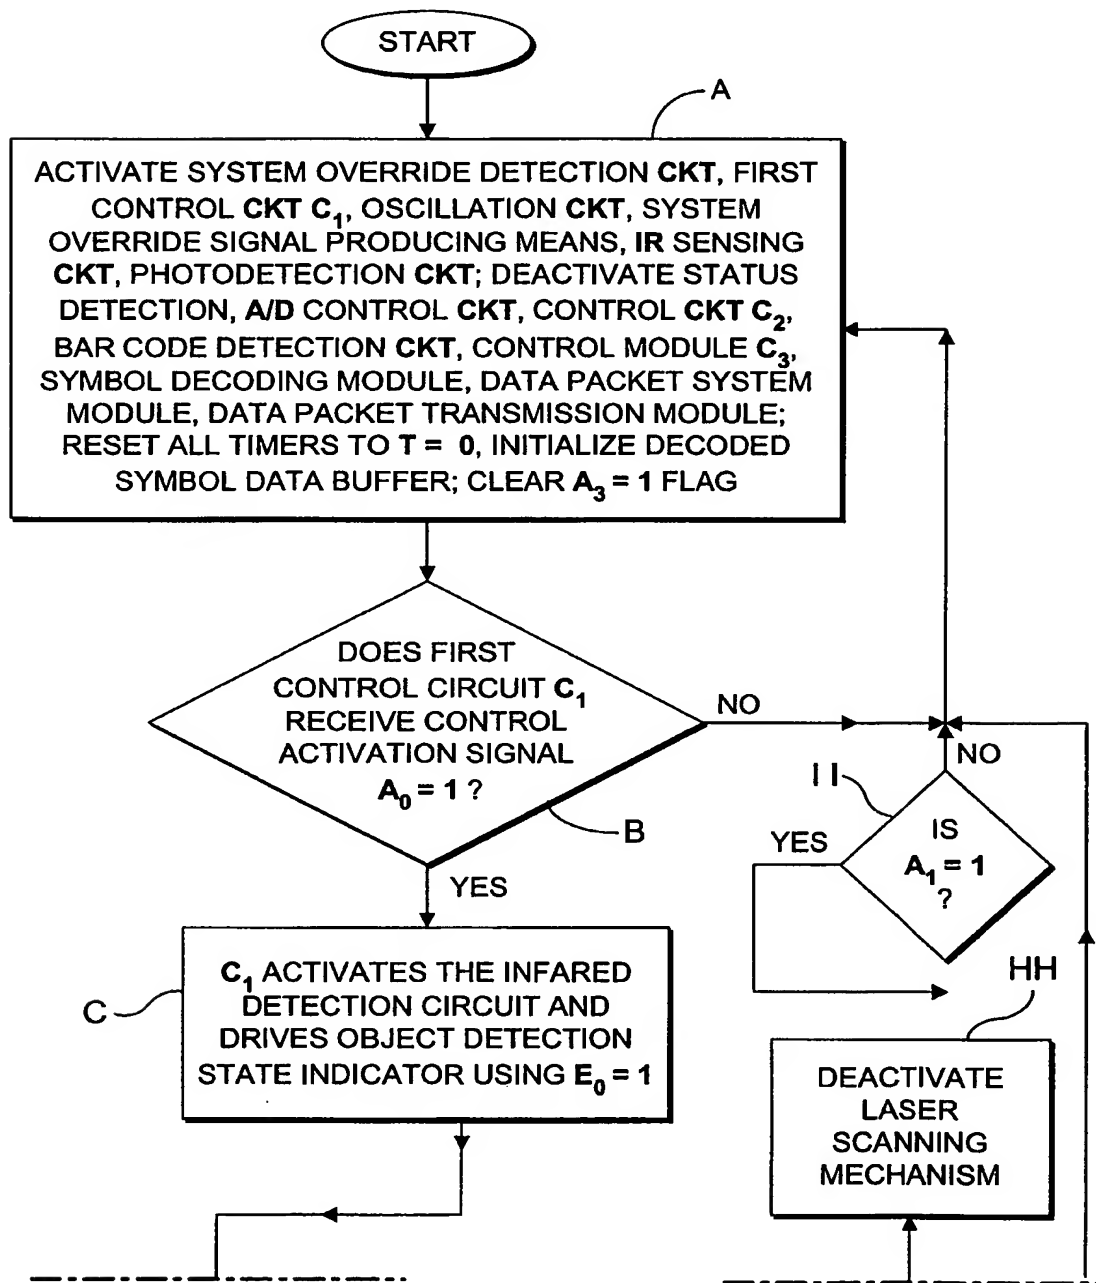 START
A
ACTIVATE SYSTEM OVERRIDE DETECTION CKT, FIRST
CONTROL CKT C₁, OSCILLATION CKT, SYSTEM
OVERRIDE SIGNAL PRODUCING MEANS, IR SENSING
CKT, PHOTODETECTION CKT; DEACTIVATE STATUS
DETECTION, A/D CONTROL CKT, CONTROL CKT C₂,
BAR CODE DETECTION CKT, CONTROL MODULE C₃,
SYMBOL DECODING MODULE, DATA PACKET SYSTEM
MODULE, DATA PACKET TRANSMISSION MODULE;
RESET ALL TIMERS TO T = 0, INITIALIZE DECODED
SYMBOL DATA BUFFER; CLEAR A₃ = 1 FLAG
DOES FIRST
CONTROL CIRCUIT C₁
RECEIVE CONTROL
ACTIVATION SIGNAL
A₀ = 1 ?
NO
B
YES
NO
II
YES
IS
A₁ = 1
?
C
C₁ ACTIVATES THE INFARED
DETECTION CIRCUIT AND
DRIVES OBJECT DETECTION
STATE INDICATOR USING E₀ = 1
HH
DEACTIVATE
LASER
SCANNING
MECHANISM